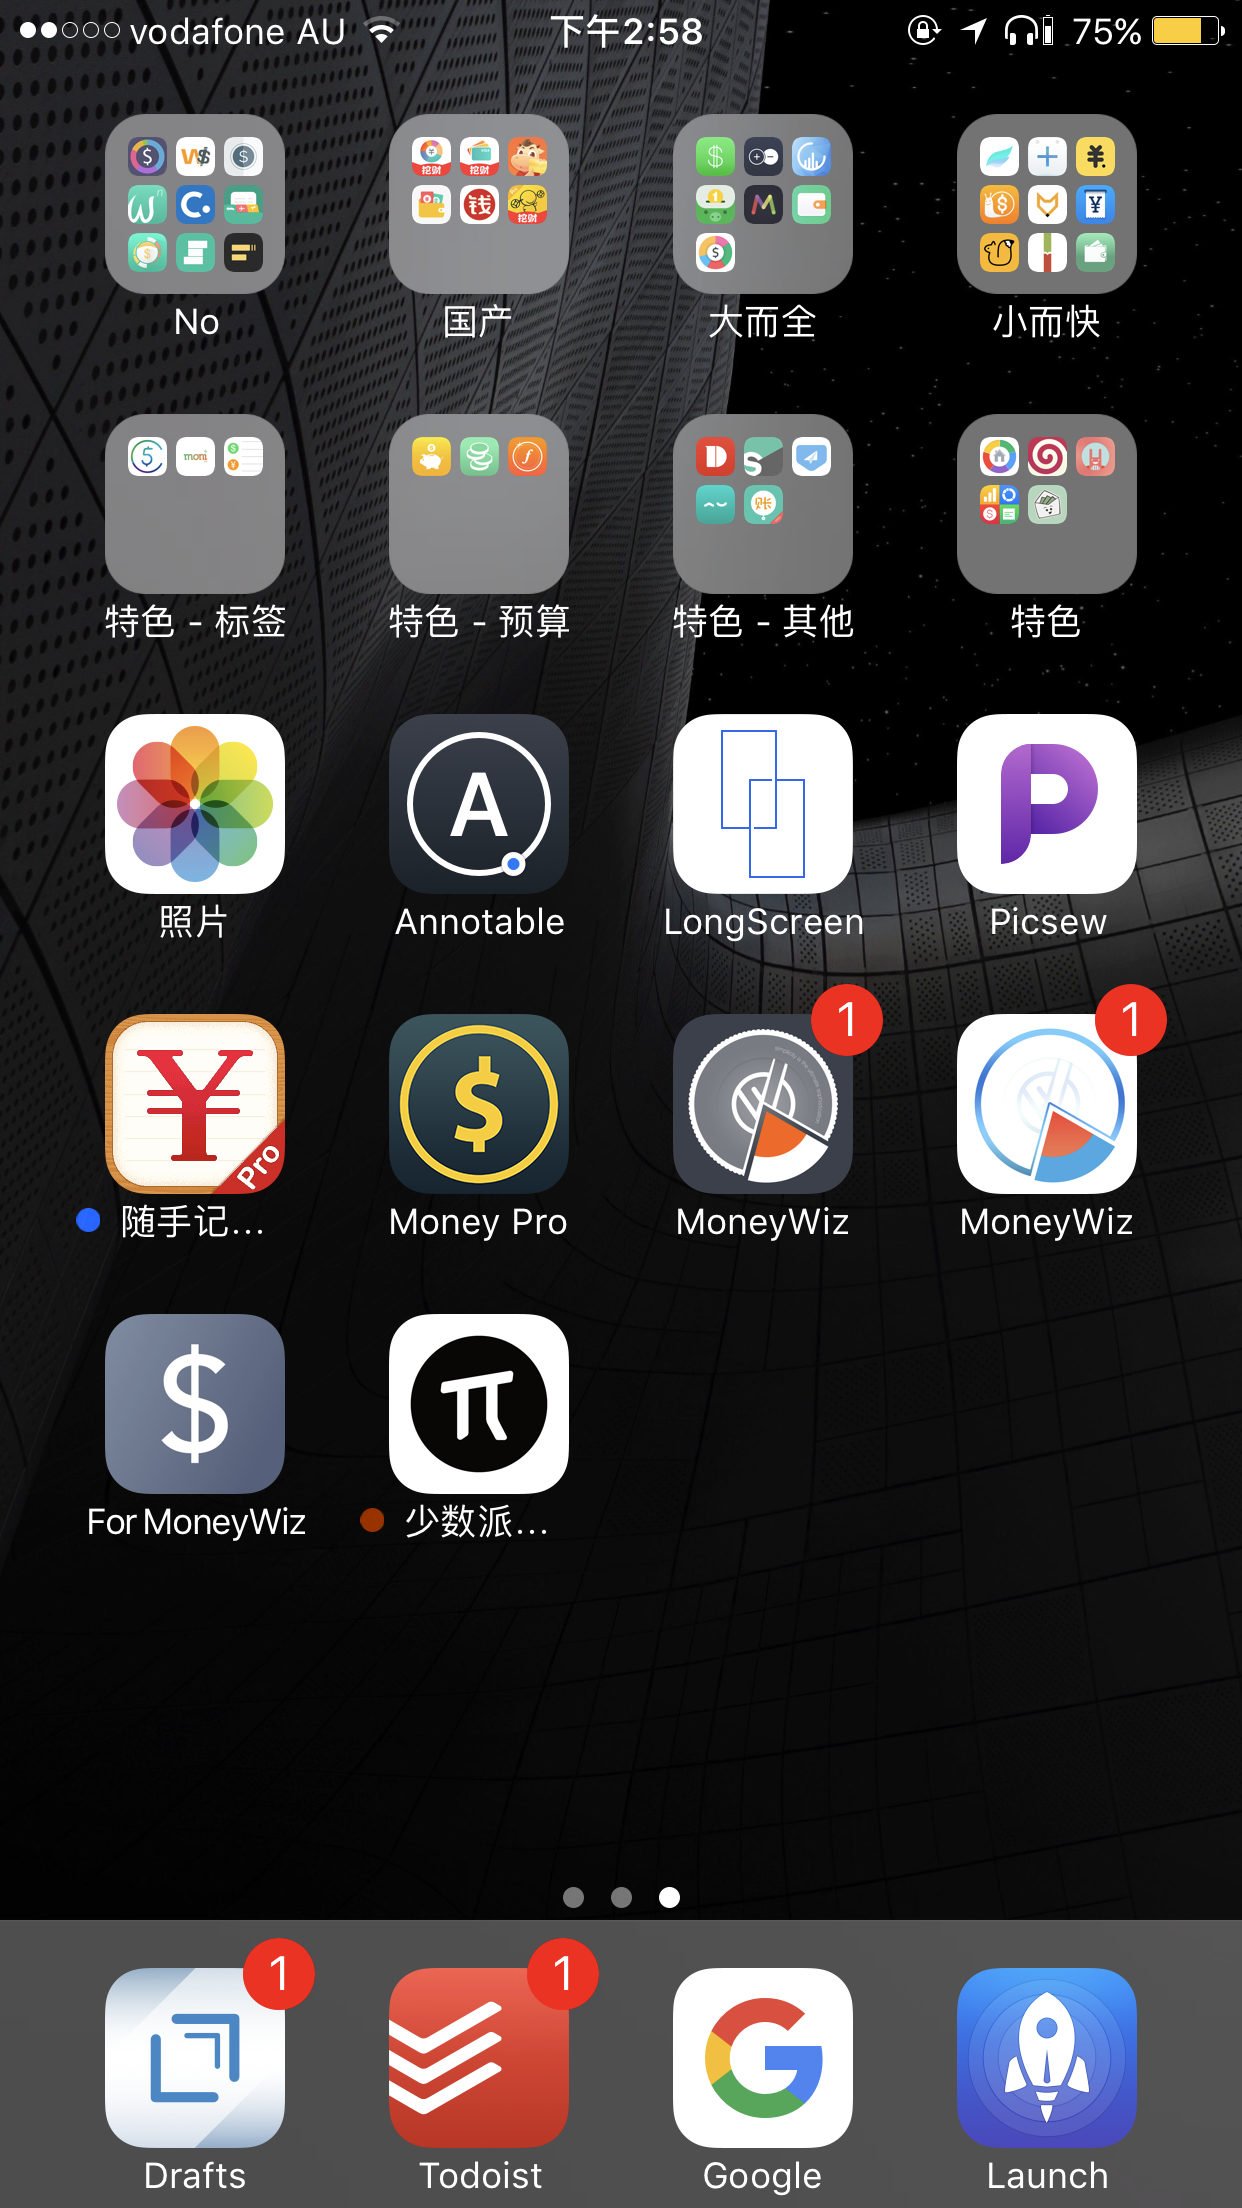 vodafone AU
下午2:58
75%
No
国产
大而全
小而快
特色 - 标签
特色 - 预算
特色 - 其他
特色
照片
Annotable
LongScreen
Picsew
Pro
1
1
随手记…
Money Pro
MoneyWiz
MoneyWiz
For MoneyWiz
少数派…
1
1
Drafts
Todoist
Google
Launch